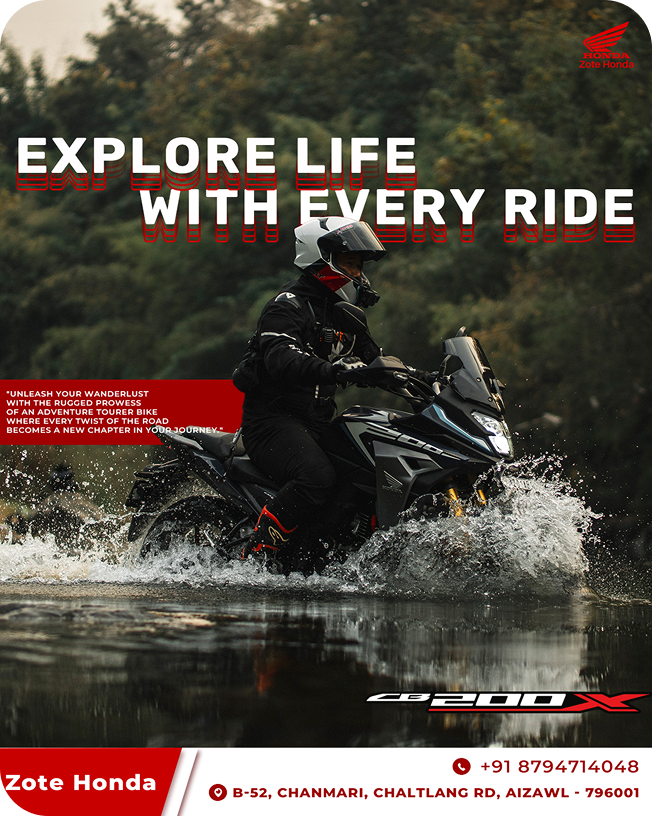 HONDA
Zote Honda
EXPLORE LIFE
WITH EVERY RIDE
"UNLEASH YOUR WANDERLUST
WITH THE RUGGED PROWESS
OF AN ADVENTURE TOURER BIKE
WHERE EVERY TWIST OF THE ROAD
BECOMES A NEW CHAPTER IN YOUR JOURNEY."
CB200X
Zote Honda
+91 8794714048
B-52, CHANMARI, CHALTLANG RD, AIZAWL - 796001